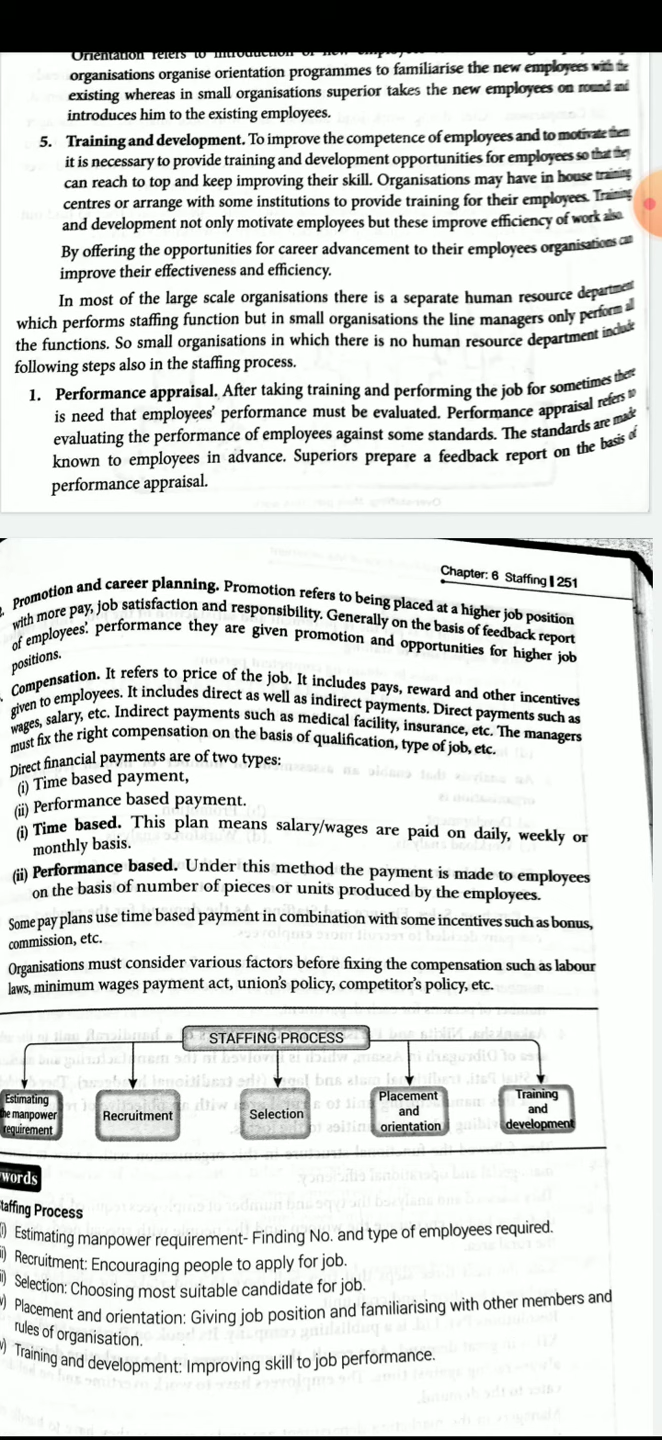 Orientation refers to introduction of new
organisations organise orientation programmes to familiarise the new employees with the
existing whereas in small organisations superior takes the new employees on round and
introduces him to the existing employees.
5. Training and development. To improve the competence of employees and to motivate them
it is necessary to provide training and development opportunities for employees so that they
can reach to top and keep improving their skill. Organisations may have in house training
centres or arrange with some institutions to provide training for their employees. Training
and development not only motivate employees but these improve efficiency of work also.
By offering the opportunities for career advancement to their employees organisations can
improve their effectiveness and efficiency.
In most of the large scale organisations there is a separate human resource department
which performs staffing function but in small organisations the line managers only perform all
the functions. So small organisations in which there is no human resource department include
following steps also in the staffing process.
1. Performance appraisal. After taking training and performing the job for sometimes there
is need that employees' performance must be evaluated. Performance appraisal refers to
evaluating the performance of employees against some standards. The standards are made
known to employees in advance. Superiors prepare a feedback report on the basis of
performance appraisal.
Chapter: 6 Staffing | 251
Promotion and career planning. Promotion refers to being placed at a higher job position
with more pay, job satisfaction and responsibility. Generally on the basis of feedback report
of employees' performance they are given promotion and opportunities for higher job
positions.
Compensation. It refers to price of the job. It includes pays, reward and other incentives
given to employees. It includes direct as well as indirect payments. Direct payments such as
wages, salary, etc. Indirect payments such as medical facility, insurance, etc. The managers
must fix the right compensation on the basis of qualification, type of job, etc.
Direct financial payments are of two types:
(i) Time based payment,
(ii) Performance based payment.
(i) Time based. This plan means salary/wages are paid on daily, weekly or
monthly basis.
(ii) Performance based. Under this method the payment is made to employees
on the basis of number of pieces or units produced by the employees.
Some pay plans use time based payment in combination with some incentives such as bonus,
commission, etc.
Organisations must consider various factors before fixing the compensation such as labour
laws, minimum wages payment act, union's policy, competitor's policy, etc.
STAFFING PROCESS
Estimating
the manpower
requirement
Recruitment
Selection
Placement
and
orientation
Training
and
development
words
taffing Process
i) Estimating manpower requirement- Finding No. and type of employees required.
ii) Recruitment: Encouraging people to apply for job.
ii) Selection: Choosing most suitable candidate for job.
v) Placement and orientation: Giving job position and familiarising with other members and
rules of organisation.
v) Training and development: Improving skill to job performance.